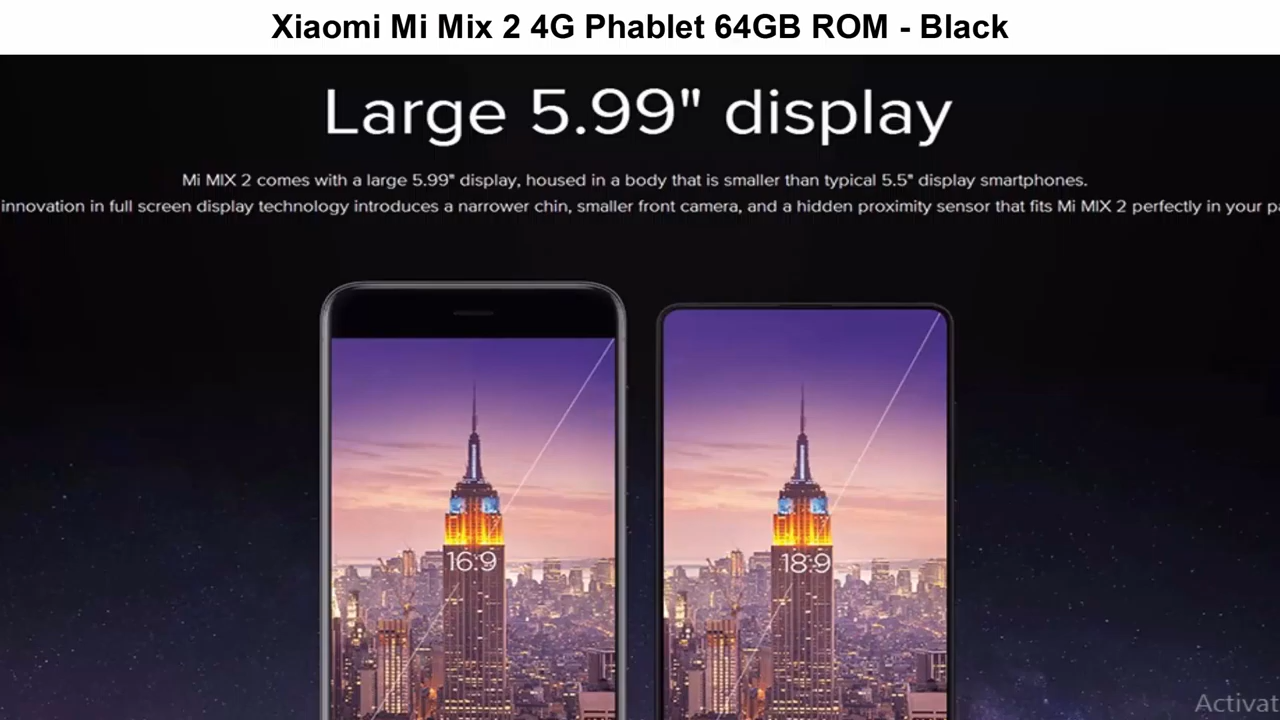 Xiaomi Mi Mix 2 4G Phablet 64GB ROM - Black
Large 5.99" display
Mi MIX 2 comes with a large 5.99" display, housed in a body that is smaller than typical 5.5" display smartphones.
innovation in full screen display technology introduces a narrower chin, smaller front camera, and a hidden proximity sensor that fits Mi MIX 2 perfectly in your
16:9
18:9